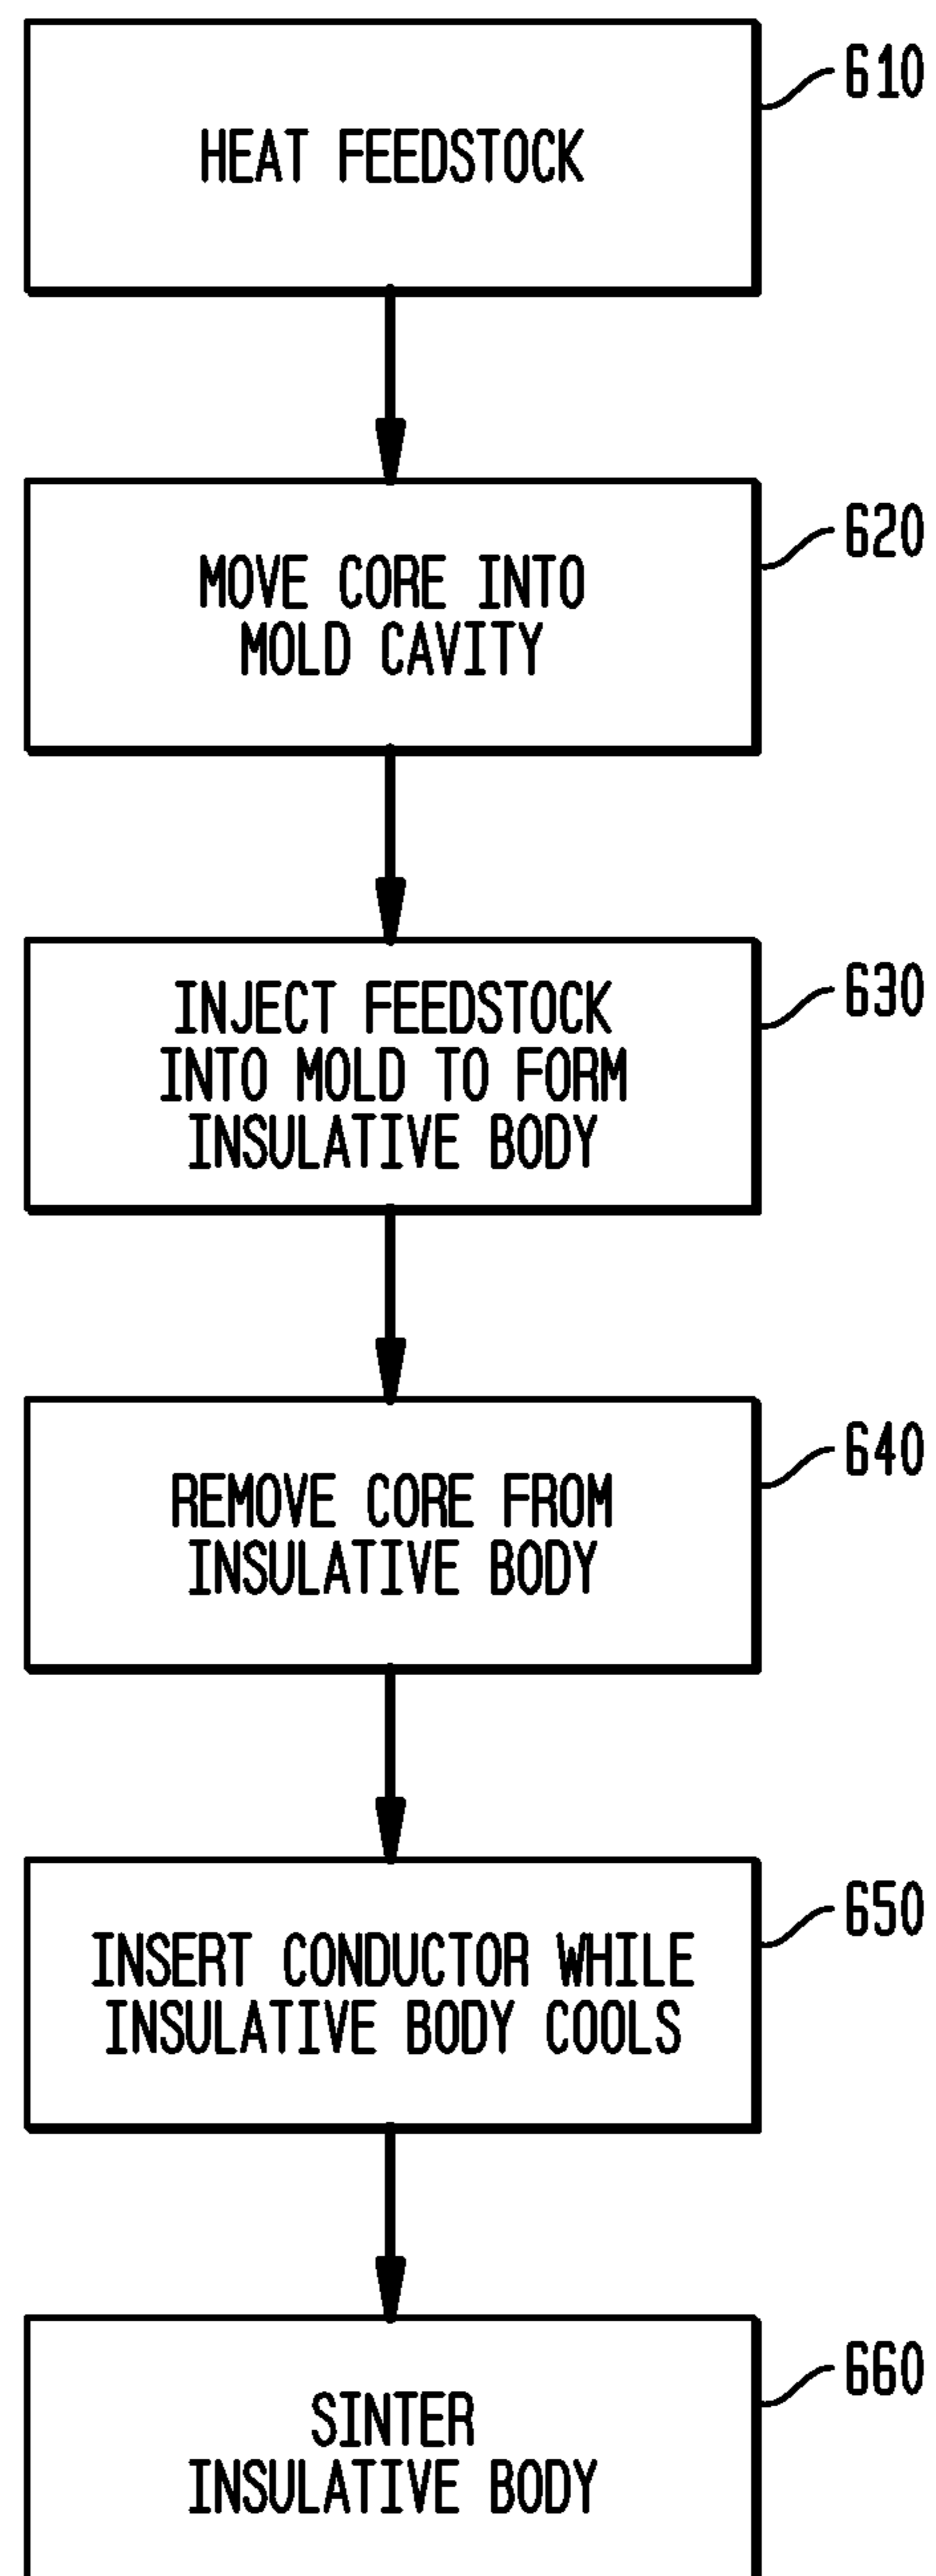 HEAT FEEDSTOCK
610
MOVE CORE INTO
MOLD CAVITY
620
INJECT FEEDSTOCK
INTO MOLD TO FORM
INSULATIVE BODY
630
REMOVE CORE FROM
INSULATIVE BODY
640
INSERT CONDUCTOR WHILE
INSULATIVE BODY COOLS
650
SINTER
INSULATIVE BODY
660